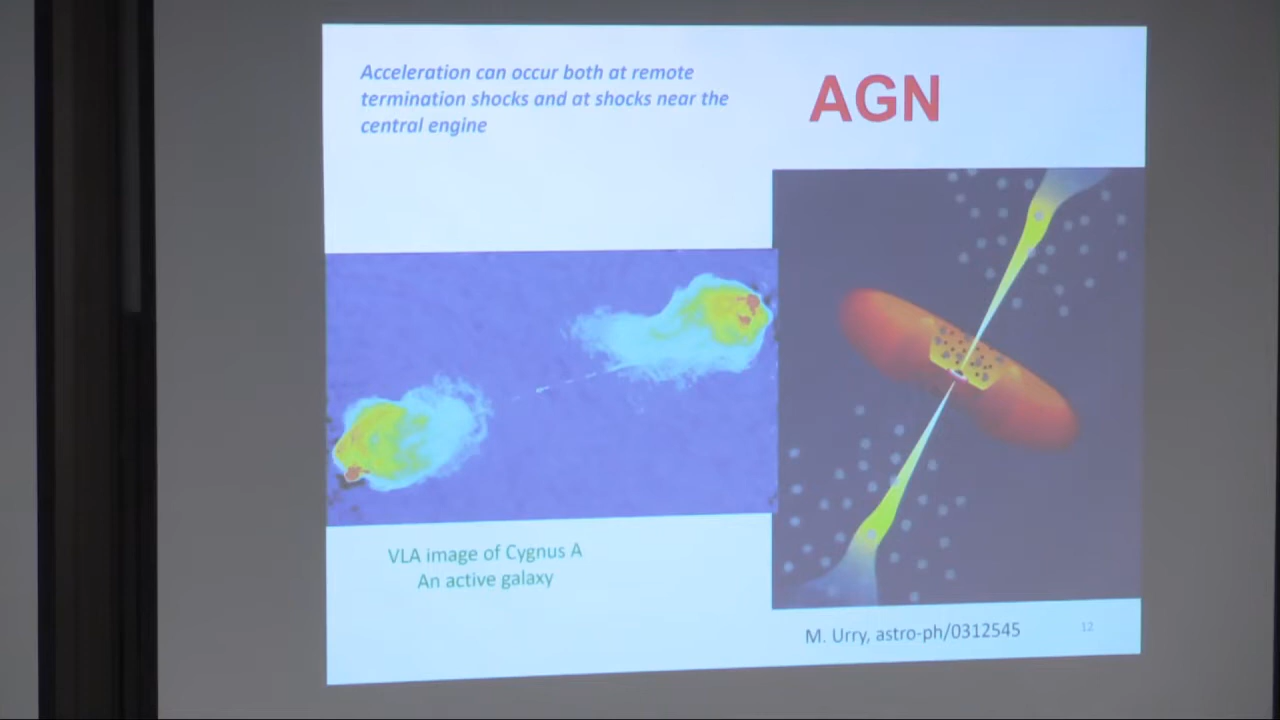 Acceleration can occur both at remote
termination shocks and at shocks near the
central engine
AGN
VLA image of Cygnus A
An active galaxy
M. Urry, astro-ph/0312545
12